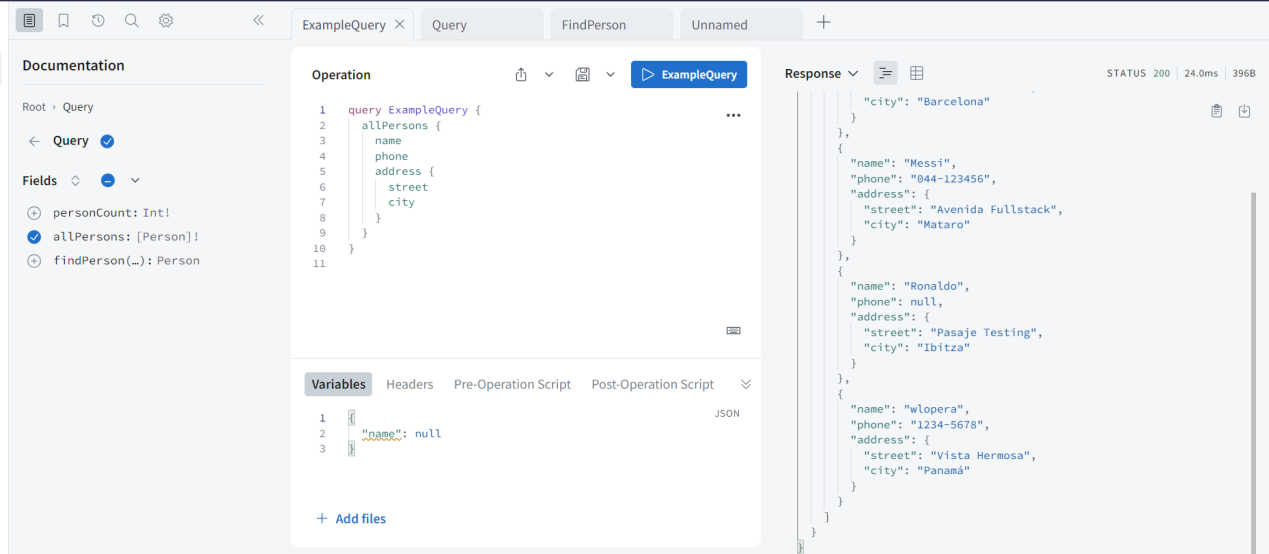 ExampleQuery
Query
FindPerson
Unnamed
Documentation
Root › Query
Query
Fields
personCount: Int!
allPersons: [Person]!
findPerson(…): Person
Operation
ExampleQuery
1 query ExampleQuery {
2 allPersons {
3 name
4 phone
5 address {
6 street
7 city
8 }
9 }
10 }
11
Variables Headers Pre-Operation Script Post-Operation Script
JSON
1 {
2 "name": null
3 }
+ Add files
Response
STATUS 200 24.0ms 396B
"city": "Barcelona"
}
},
{
"name": "Messi",
"phone": "044-123456",
"address": {
"street": "Avenida Fullstack",
"city": "Mataro"
}
},
{
"name": "Ronaldo",
"phone": null,
"address": {
"street": "Pasaje Testing",
"city": "Ibitza"
}
},
{
"name": "wlopera",
"phone": "1234-5678",
"address": {
"street": "Vista Hermosa",
"city": "Panamá"
}
}
]
}
}